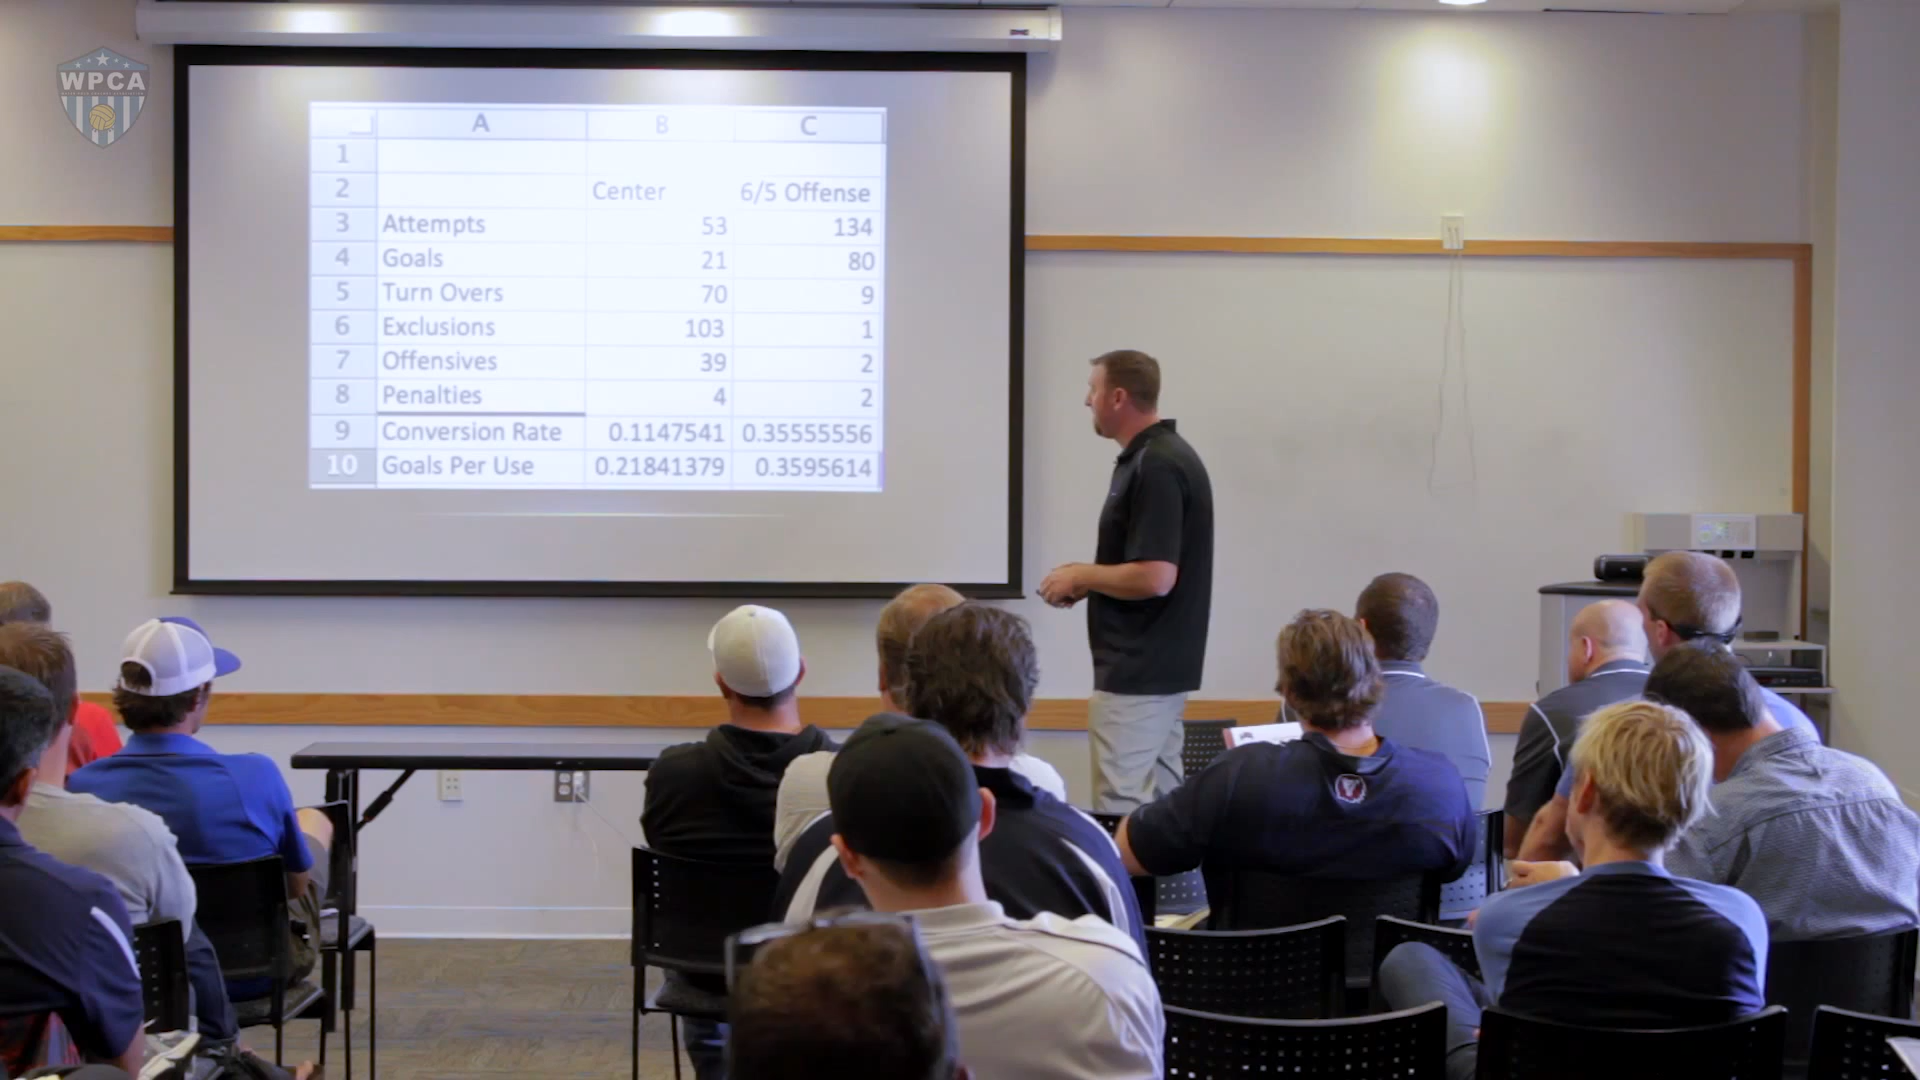 WPCA
A B C
1
2 Center 6/5 Offense
3 Attempts 53 134
4 Goals 21 80
5 Turn Overs 70 9
6 Exclusions 103 1
7 Offensives 39 2
8 Penalties 4 2
9 Conversion Rate 0.1147541 0.35555556
10 Goals Per Use 0.21841379 0.3595614